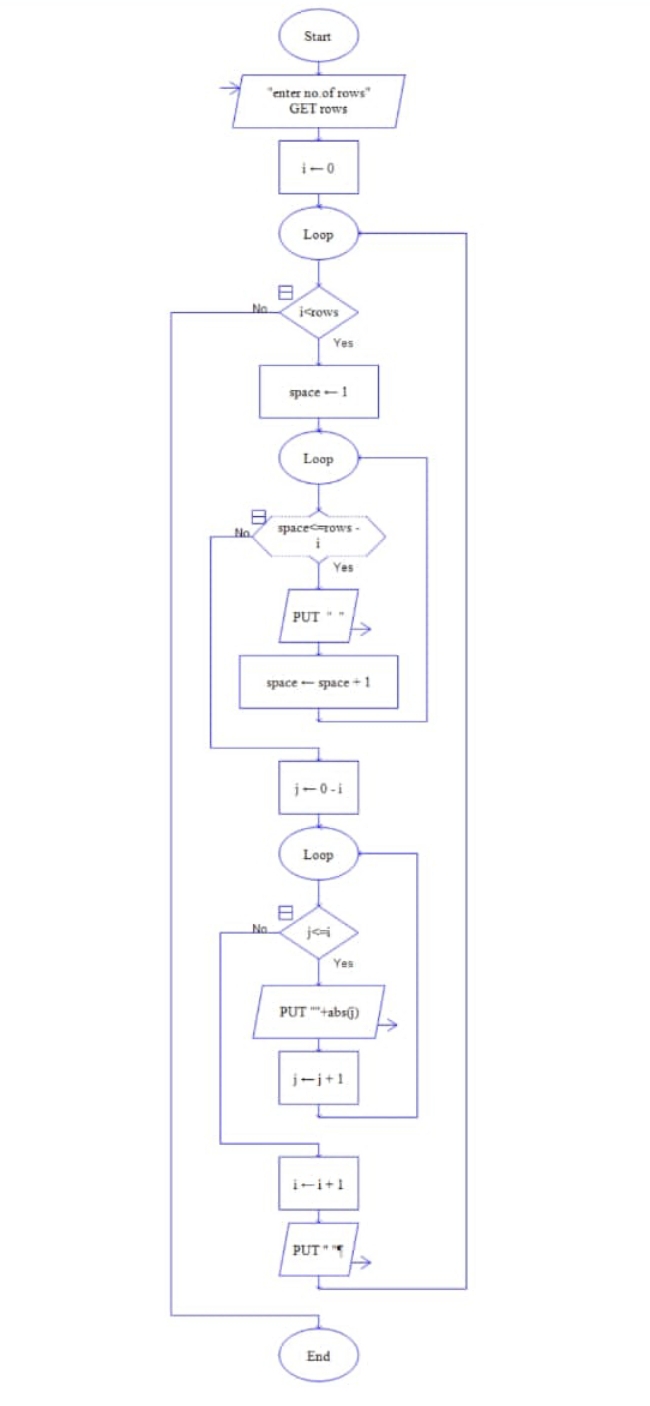 Start
"enter no.of rows"
GET rows
i ← 0
Loop
i<rows
No
Yes
space ← 1
Loop
space<=rows -
i
No
Yes
PUT " "
space ← space + 1
j ← 0 - i
Loop
j<=i
No
Yes
PUT ""+abs(j)
j ← j + 1
i ← i + 1
PUT " "¶
End